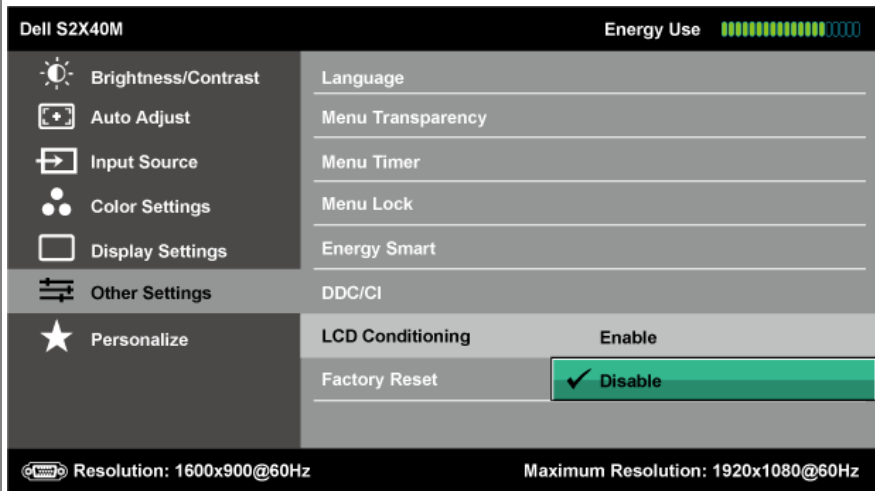 Dell S2X40M Energy Use
Brightness/Contrast Language
Auto Adjust Menu Transparency
Input Source Menu Timer
Color Settings Menu Lock
Display Settings Energy Smart
Other Settings DDC/CI
Personalize LCD Conditioning Enable
Factory Reset Disable
Resolution: 1600x900@60Hz Maximum Resolution: 1920x1080@60Hz